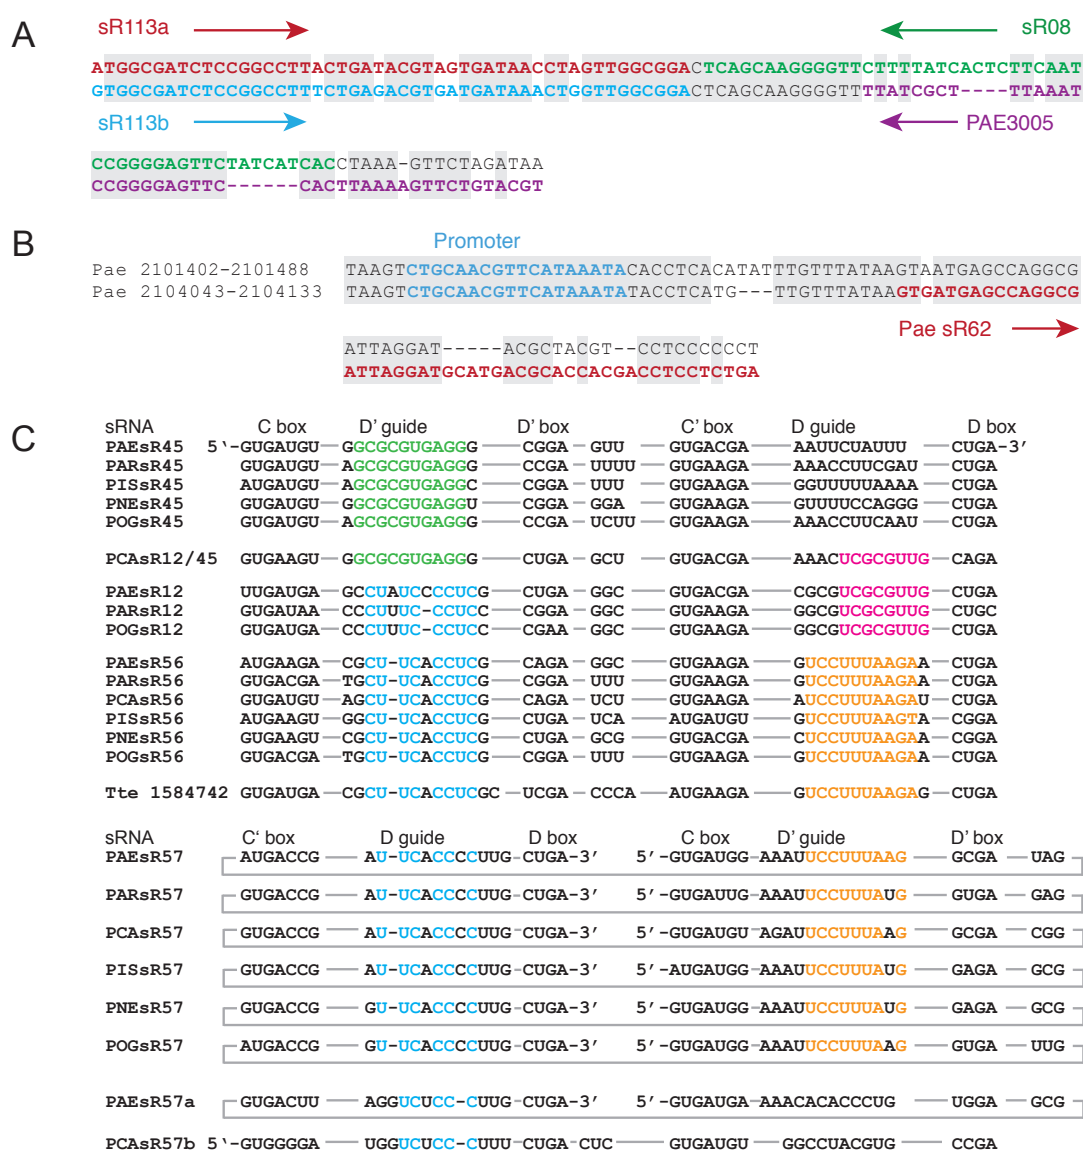 A
sR113a sR08
ATGGCGATCTCCGGCCTTACTGATACGTAGTGATAACCTAGTTGGCGGACTCAGCAAGGGGTTCTTTTATCACTCTTCAAT
GTGGCGATCTCCGGCCTTTCTGAGACGTGATGATAAACTGGTTGGCGGACTCAGCAAGGGGTTTTATCGCT----TTAAAT
sR113b PAE3005
CCGGGGAGTTCTATCATCACCTAAA-GTTCTAGATAA
CCGGGGAGTTC------CACTTAAAAGTTCTGTACGT
B
Promoter
Pae 2101402-2101488 TAAGTCTGCAACGTTCATAAATACACCTCACATATTTGTTTATAAGTAATGAGCCAGGCG
Pae 2104043-2104133 TAAGTCTGCAACGTTCATAAATATACCTCATG---TTGTTTATAAGTGATGAGCCAGGCG
Pae sR62
ATTAGGAT-----ACGCTACGT--CCTCCCCCCT
ATTAGGATGCATGACGCACCACGACCTCCTCTGA
C
sRNA C box D' guide D' box C' box D guide D box
PAEsR45 5'-GUGAUGU GGCGCGUGAGGG CGGA GUU GUGACGA AAUUCUAUUU CUGA-3'
PARsR45 GUGAUGU AGCGCGUGAGGG CCGA UUUU GUGAAGA AAACCUUCGAU CUGA
PISsR45 AUGAUGU AGCGCGUGAGGC CGGA UUU GUGAAGA GGUUUUUAAAA CUGA
PNEsR45 GUGAUGU GGCGCGUGAGGU CGGA GGA GUGAAGA GUUUUCCAGGG CUGA
POGsR45 GUGAUGU AGCGCGUGAGGG CCGA UCUU GUGAAGA AAACCUUCAAU CUGA
PCAsR12/45 GUGAAGU GGCGCGUGAGGG CUGA GCU GUGACGA AAACUCGCGUUG CAGA
PAEsR12 UUGAUGA GCCUAUCCCCUCG CUGA GGC GUGACGA CGCGUCGCGUUG CUGA
PARsR12 GUGAUAA CCCUUUC-CCUCC CGGA GGC GUGAAGA GGCGUCGCGUUG CUGC
POGsR12 GUGAUGA CCCUUUC-CCUCC CGAA GGC GUGAAGA GGCGUCGCGUUG CUGA
PAEsR56 AUGAAGA CGCU-UCACCUCG CAGA GGC GUGAAGA GUCCUUUAAGAA CUGA
PARsR56 GUGACGA TGCU-UCACCUCG CGGA UUU GUGAAGA GUCCUUUAAGAA CUGA
PCAsR56 GUGAUGU AGCU-UCACCUCG CAGA UCU GUGAAGA AUCCUUUAAGAU CUGA
PISsR56 AUGAAGU GGCU-UCACCUCG CUGA UCA AUGAUGU GUCCUUUAAGTA CGGA
PNEsR56 GUGAAGU CGCU-UCACCUCG CUGA GCG GUGACGA CUCCUUUAAGAA CGGA
POGsR56 GUGACGA TGCU-UCACCUCG CGGA UUU GUGAAGA GUCCUUUAAGAA CUGA
Tte 1584742 GUGAUGA CGCU-UCACCUCGC UCGA CCCA AUGAAGA GUCCUUUAAGAG CUGA
sRNA C' box D guide D box C box D' guide D' box
PAEsR57 AUGACCG AU-UCACCCCUUG CUGA-3' 5'-GUGAUGG AAAUUCCUUUAAG GCGA UAG
PARsR57 GUGACCG AU-UCACCCCUUG CUGA-3' 5'-GUGAUUG AAAUUCCUUUAUG GUGA GAG
PCAsR57 GUGACCG AU-UCACCCCUUG CUGA-3' 5'-GUGAUGU AGAUUCCUUUAAG GCGA CGG
PISsR57 GUGACCG AU-UCACCCCUUG CUGA-3' 5'-AUGAUGG AAAUUCCUUUAUG GAGA GCG
PNEsR57 GUGACCG GU-UCACCCCUUG CUGA-3' 5'-GUGAUGG AAAUUCCUUUAUG GAGA GCG
POGsR57 AUGACCG GU-UCACCCCUUG CUGA-3' 5'-GUGAUGG AAAUUCCUUUAAG GUGA UUG
PAEsR57a GUGACUU AGGUCUCC-CUUG CUGA-3' 5'-GUGAUGA AAACACACCCUG UGGA GCG
PCAsR57b 5'-GUGGGGA UGGUCUCC-CUUU CUGA CUC GUGAUGU GGCCUACGUG CCGA